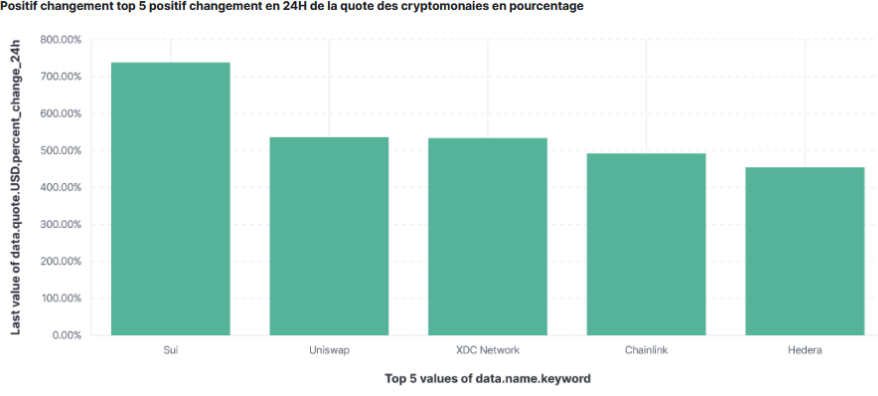 Positif changement top 5 positif changement en 24H de la quote des cryptomonaies en pourcentage
Last value of data.quote.USD.percent_change_24h
800.00%
700.00%
600.00%
500.00%
400.00%
300.00%
200.00%
100.00%
0.00%
Sui
Uniswap
XDC Network
Chainlink
Hedera
Top 5 values of data.name.keyword